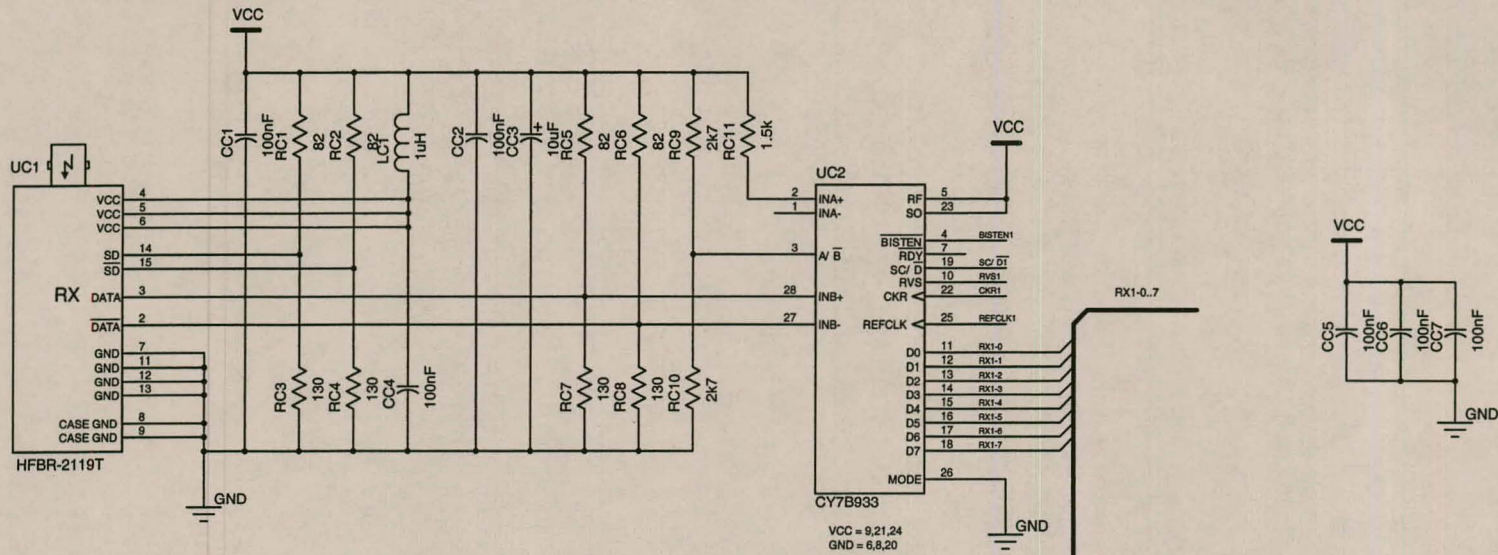 VCC
CC1
100nF
RC1
82
RC2
82
LC1
1uH
CC2
100nF
CC3
+
10uF
RC5
82
RC6
82
RC9
2k7
RC11
1.5k
VCC
UC1
VCC 4
VCC 5
VCC 6
SD 14
SD 15
RX
DATA 3
DATA 2
GND 7
GND 11
GND 12
GND 13
CASE GND 8
CASE GND 9
HFBR-2119T
GND
RC3
130
RC4
130
CC4
100nF
RC7
130
RC8
130
RC10
2k7
UC2
2 INA+
1 INA-
3 A/ B
28 INB+
27 INB-
RF 5
SO 23
BISTEN 4 BISTEN1
RDY 7
SC/ D 19 SC/ D1
RVS 10 RVS1
CKR 22 CKR1
REFCLK 25 REFCLK1
D0 11 RX1-0
D1 12 RX1-1
D2 13 RX1-2
D3 14 RX1-3
D4 15 RX1-4
D5 16 RX1-5
D6 17 RX1-6
D7 18 RX1-7
MODE 26
CY7B933
VCC = 9,21,24
GND = 6,8,20
GND
RX1-0..7
VCC
CC5
100nF
CC6
100nF
CC7
100nF
GND